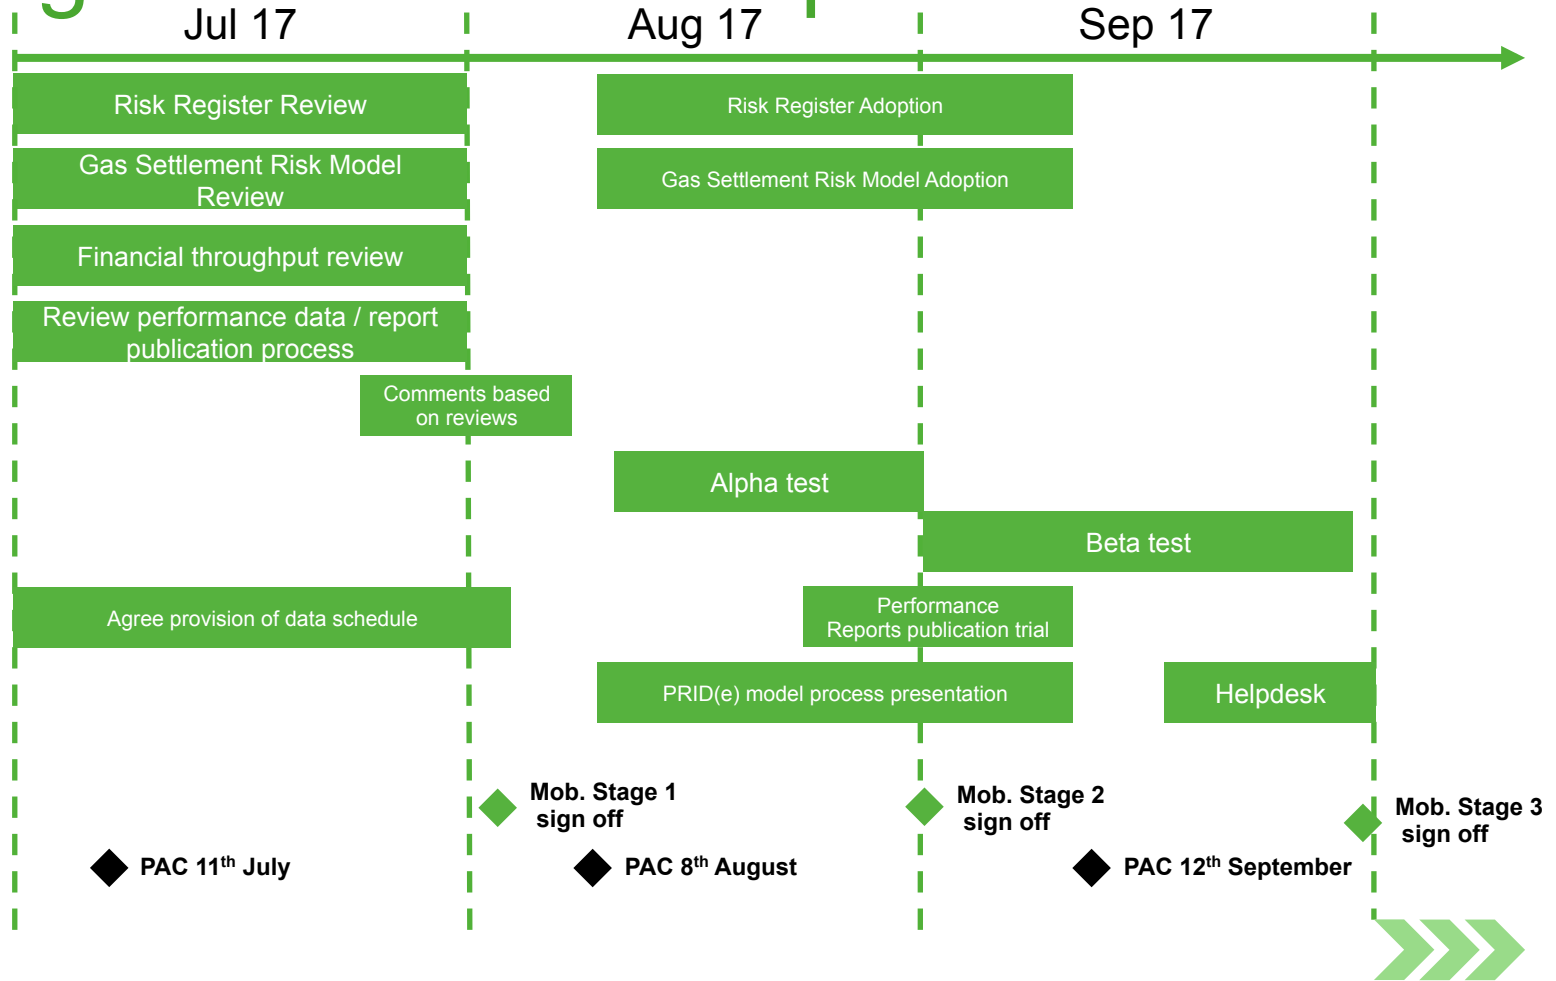 Jul 17
Aug 17
Sep 17
Risk Register Review
Risk Register Adoption
Gas Settlement Risk Model
Review
Gas Settlement Risk Model Adoption
Financial throughput review
Review performance data / report
publication process
Comments based
on reviews
Alpha test
Beta test
Agree provision of data schedule
Performance
Reports publication trial
PRID(e) model process presentation
Helpdesk
Mob. Stage 1
sign off
Mob. Stage 2
sign off
Mob. Stage 3
sign off
PAC 11th July
PAC 8th August
PAC 12th September